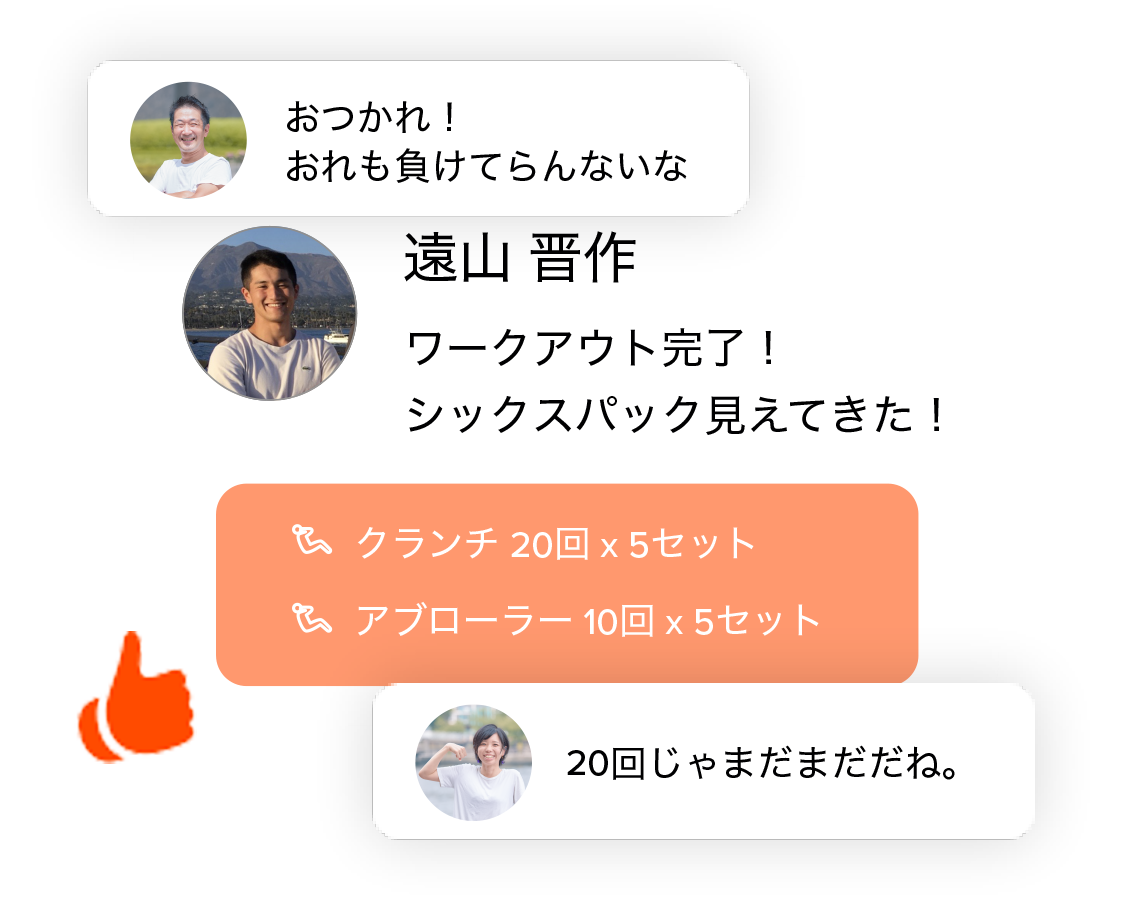 おつかれ！
おれも負けてらんないな
遠山 晋作
ワークアウト完了！
シックスパック見えてきた！
クランチ 20回 x 5セット
アブローラー 10回 x 5セット
20回じゃまだまだだね。